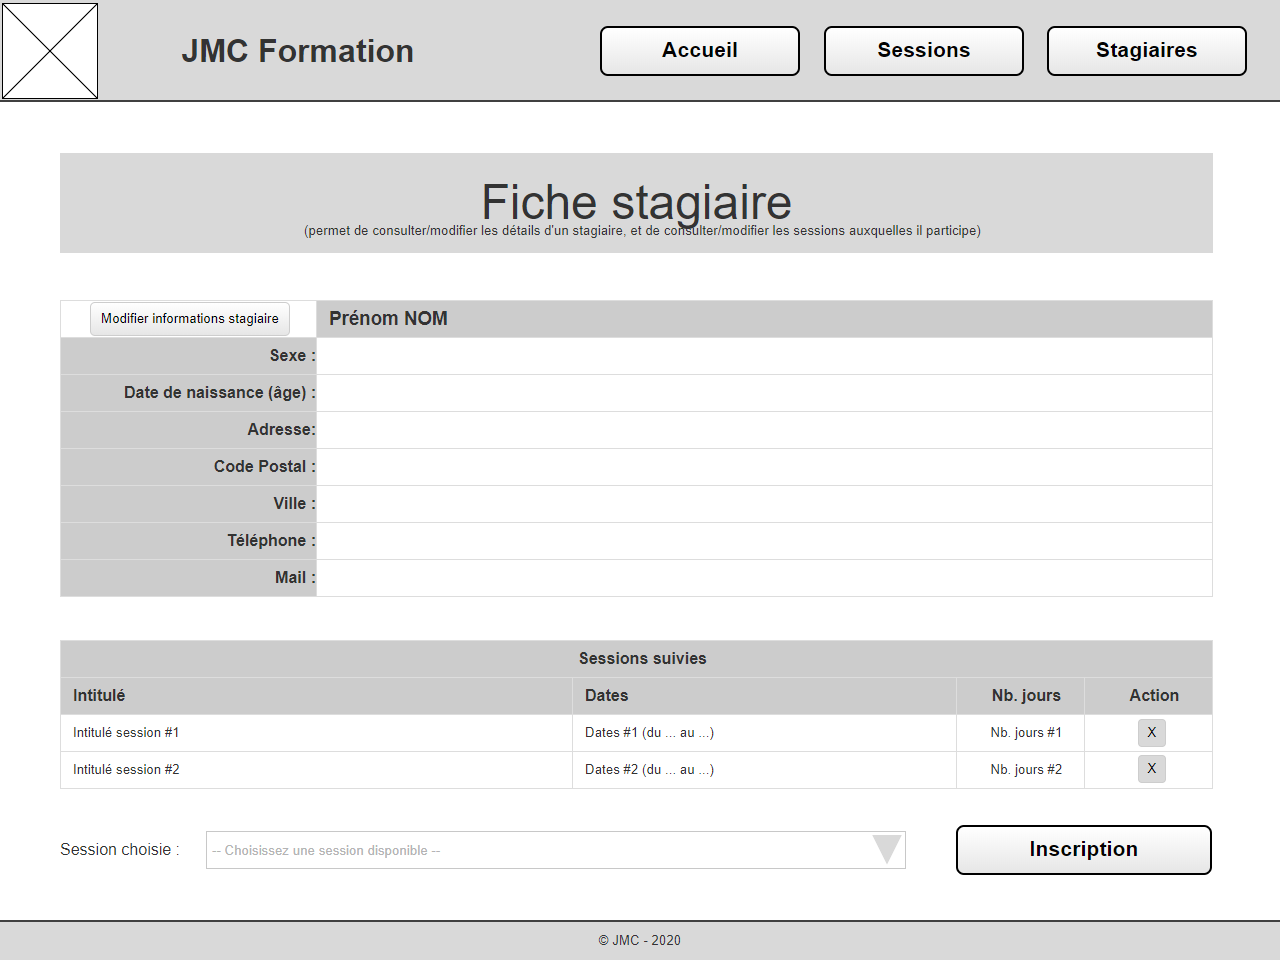 JMC Formation
Accueil
Sessions
Stagiaires
Fiche stagiaire
(permet de consulter/modifier les détails d'un stagiaire, et de consulter/modifier les sessions auxquelles il participe)
Modifier informations stagiaire
Prénom NOM
Sexe :
Date de naissance (âge) :
Adresse:
Code Postal :
Ville :
Téléphone :
Mail :
Sessions suivies
Intitulé Dates Nb. jours Action
Intitulé session #1 Dates #1 (du ... au ...) Nb. jours #1 X
Intitulé session #2 Dates #2 (du ... au ...) Nb. jours #2 X
Session choisie : -- Choisissez une session disponible -- Inscription
© JMC - 2020